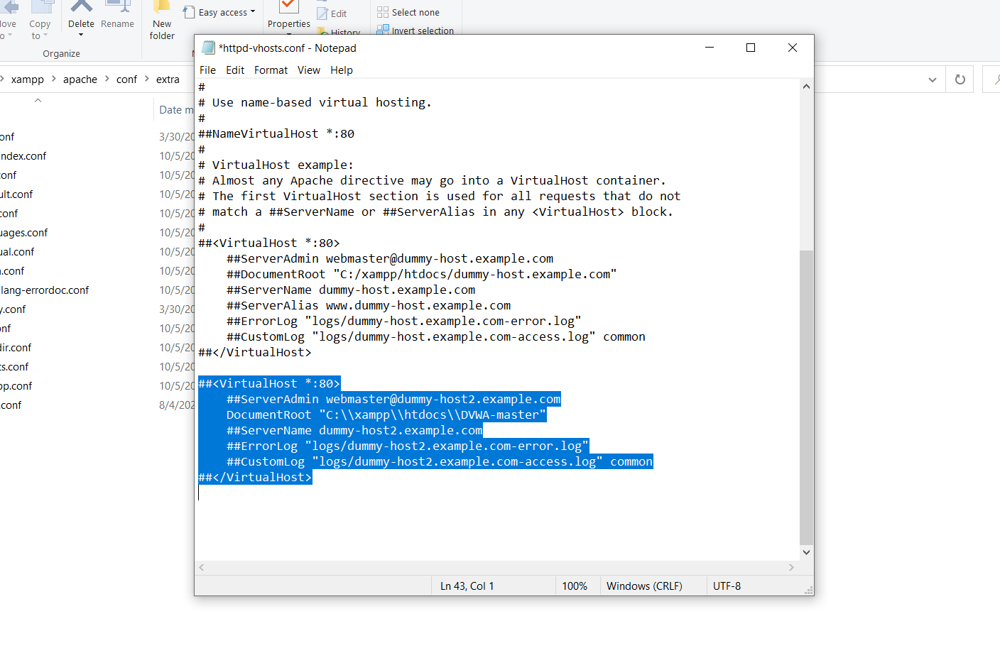 Copy
to
Delete
Rename
New
folder
Easy access
Properties
Edit
History
Select none
Invert selection
Organize
xampp
apache
conf
extra
Date m
onf
ndex.conf
conf
ult.conf
conf
uages.conf
ual.conf
.conf
lang-errordoc.conf
y.conf
nf
dir.conf
ts.conf
pp.conf
.conf
3/30/20
10/5/20
10/5/20
10/5/20
10/5/20
10/5/20
10/5/20
10/5/20
10/5/20
3/30/20
10/5/20
10/5/20
10/5/20
10/5/20
8/4/202
*httpd-vhosts.conf - Notepad
File Edit Format View Help
#
# Use name-based virtual hosting.
#
##NameVirtualHost *:80
#
# VirtualHost example:
# Almost any Apache directive may go into a VirtualHost container.
# The first VirtualHost section is used for all requests that do not
# match a ##ServerName or ##ServerAlias in any <VirtualHost> block.
#
##<VirtualHost *:80>
##ServerAdmin webmaster@dummy-host.example.com
##DocumentRoot "C:/xampp/htdocs/dummy-host.example.com"
##ServerName dummy-host.example.com
##ServerAlias www.dummy-host.example.com
##ErrorLog "logs/dummy-host.example.com-error.log"
##CustomLog "logs/dummy-host.example.com-access.log" common
##</VirtualHost>
##<VirtualHost *:80>
##ServerAdmin webmaster@dummy-host2.example.com
DocumentRoot "C:\\xampp\\htdocs\\DVWA-master"
##ServerName dummy-host2.example.com
##ErrorLog "logs/dummy-host2.example.com-error.log"
##CustomLog "logs/dummy-host2.example.com-access.log" common
##</VirtualHost>
Ln 43, Col 1
100%
Windows (CRLF)
UTF-8